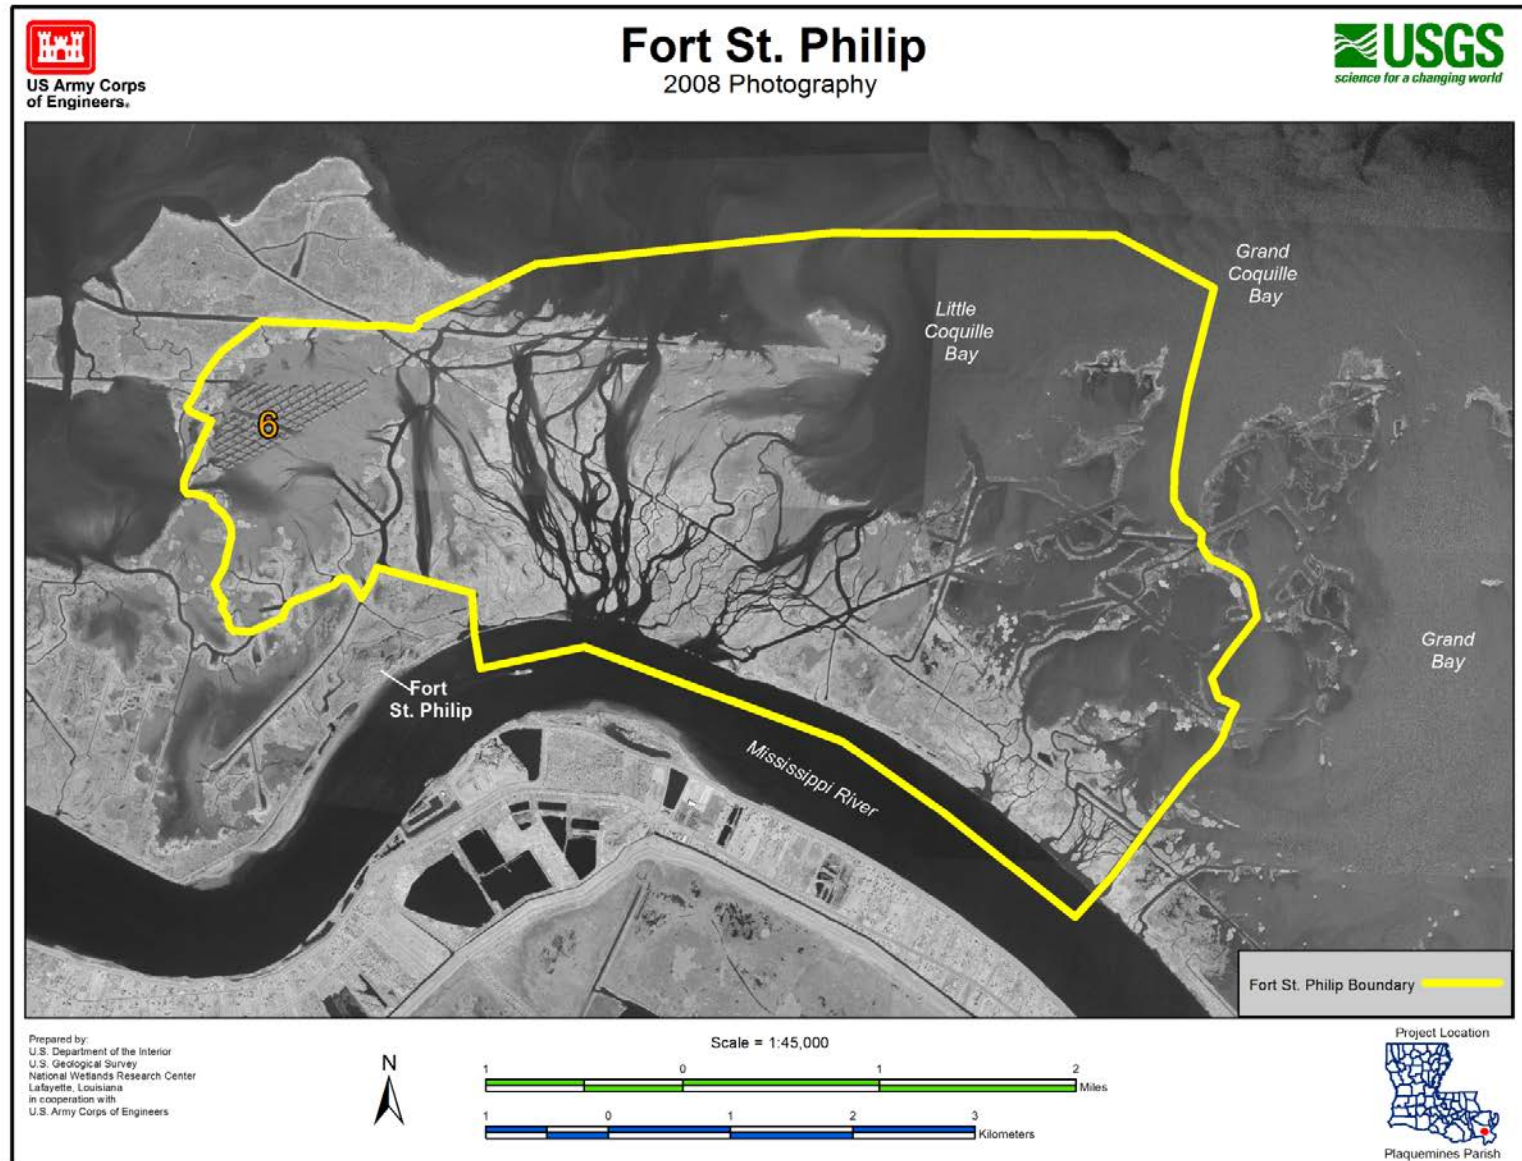 US Army Corps
of Engineers®
Fort St. Philip
2008 Photography
USGS
science for a changing world
Grand
Coquille
Bay
Little
Coquille
Bay
6
Grand
Bay
Fort
St. Philip
Mississippi River
Fort St. Philip Boundary
Prepared by:
U.S. Department of the Interior
U.S. Geological Survey
National Wetlands Research Center
Lafayette, Louisiana
in cooperation with
U.S. Army Corps of Engineers
N
Scale = 1:45,000
1 0 1 2
Miles
1 0 1 2 3
Kilometers
Project Location
Plaquemines Parish